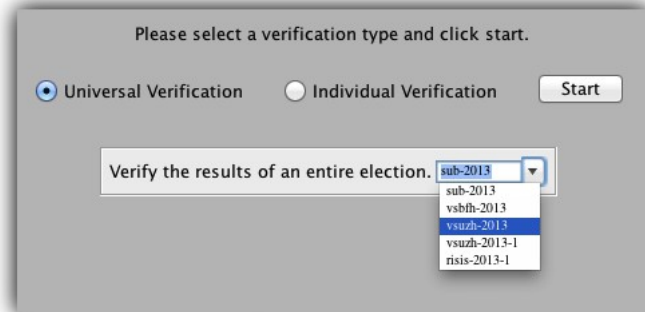 Please select a verification type and click start.
Universal Verification Individual Verification Start
Verify the results of an entire election. sub-2013
sub-2013
vsbfh-2013
vsuzh-2013
vsuzh-2013-1
risis-2013-1